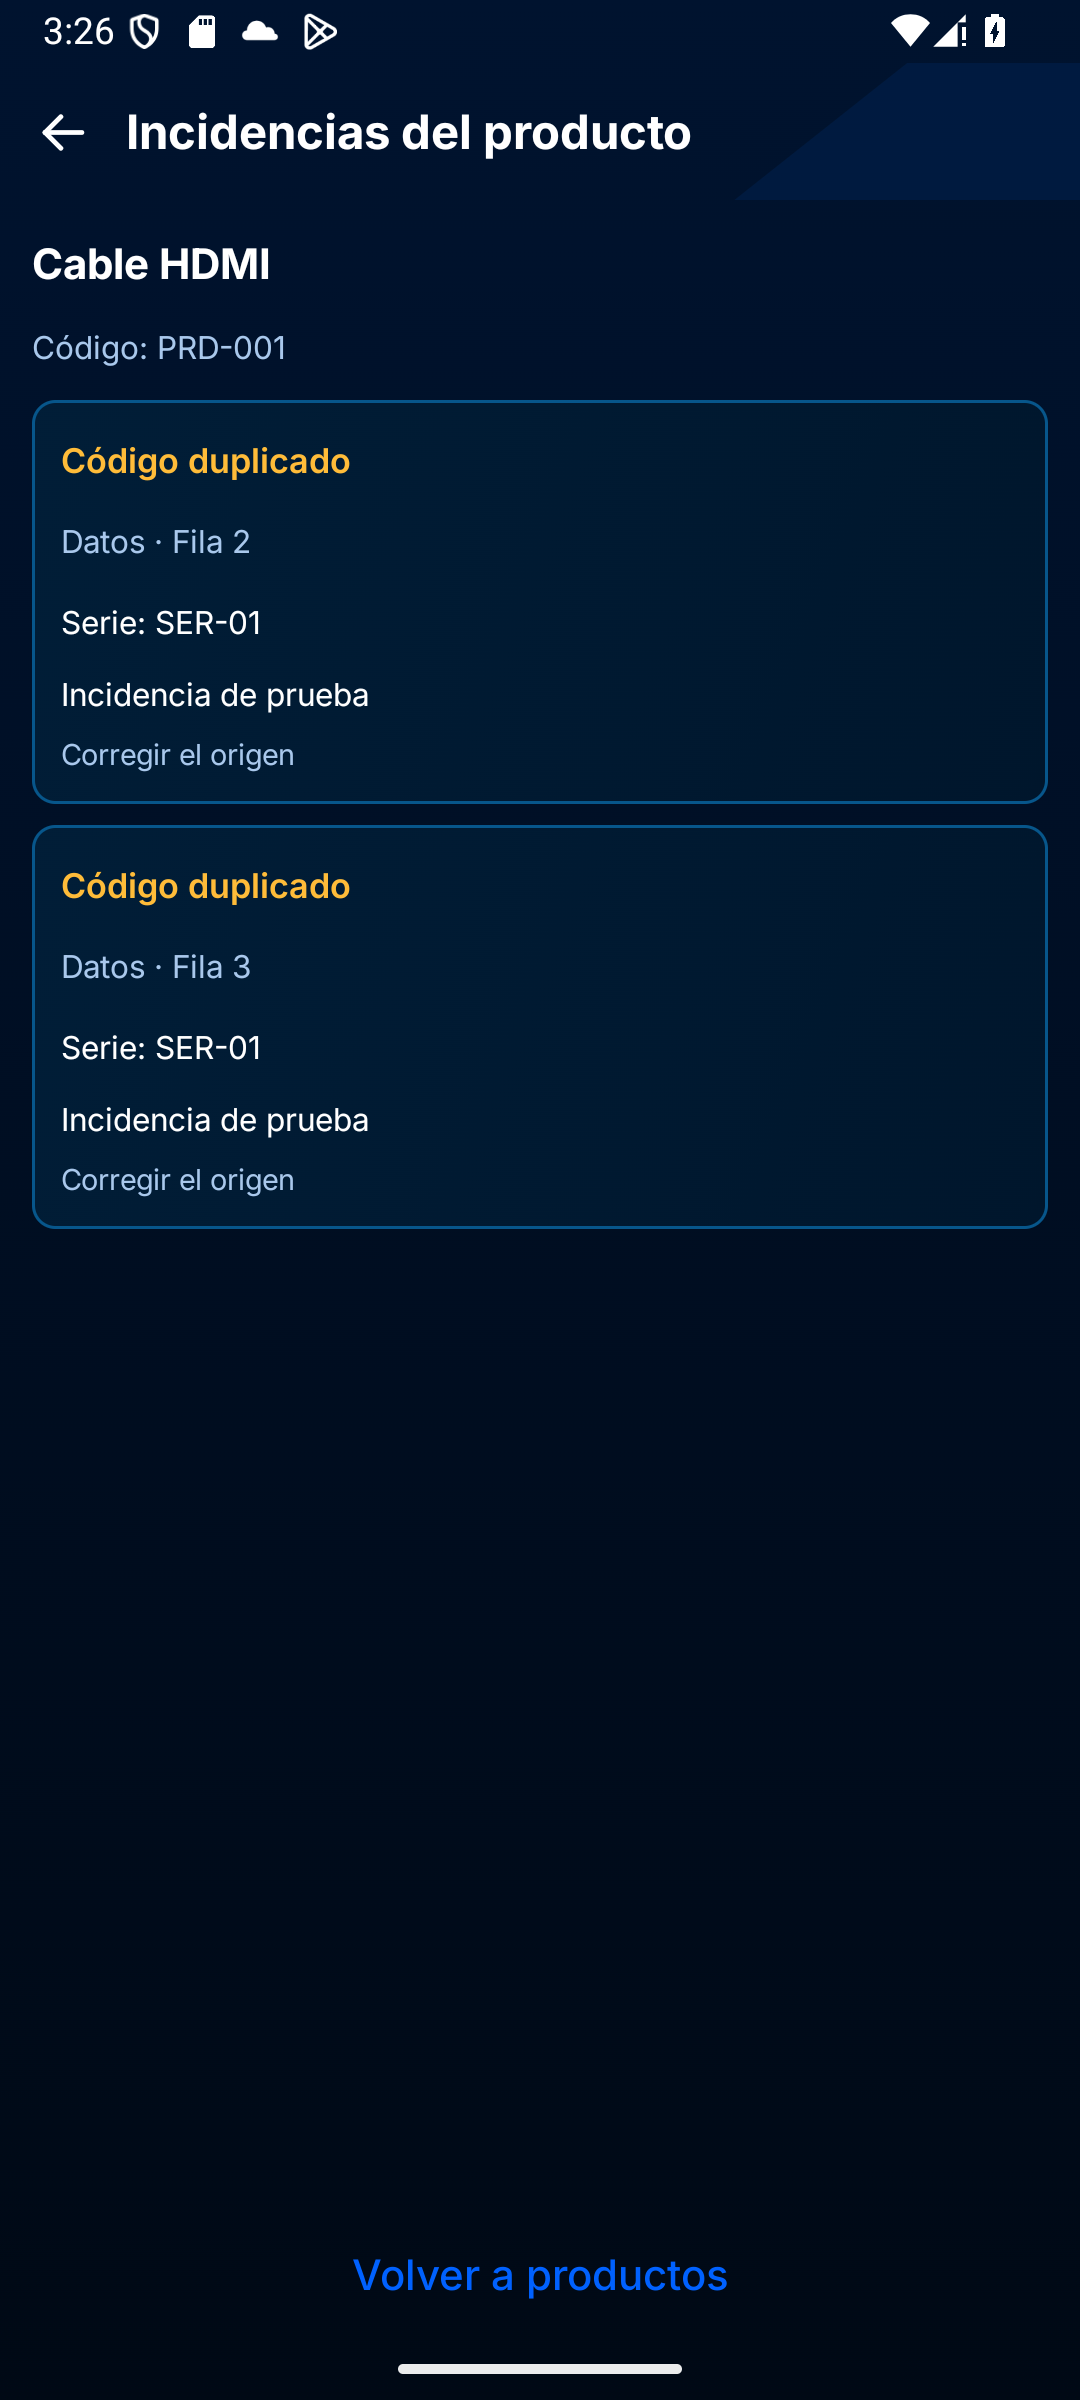 3:26
Incidencias del producto
Cable HDMI
Código: PRD-001
Código duplicado
Datos · Fila 2
Serie: SER-01
Incidencia de prueba
Corregir el origen
Código duplicado
Datos · Fila 3
Serie: SER-01
Incidencia de prueba
Corregir el origen
Volver a productos